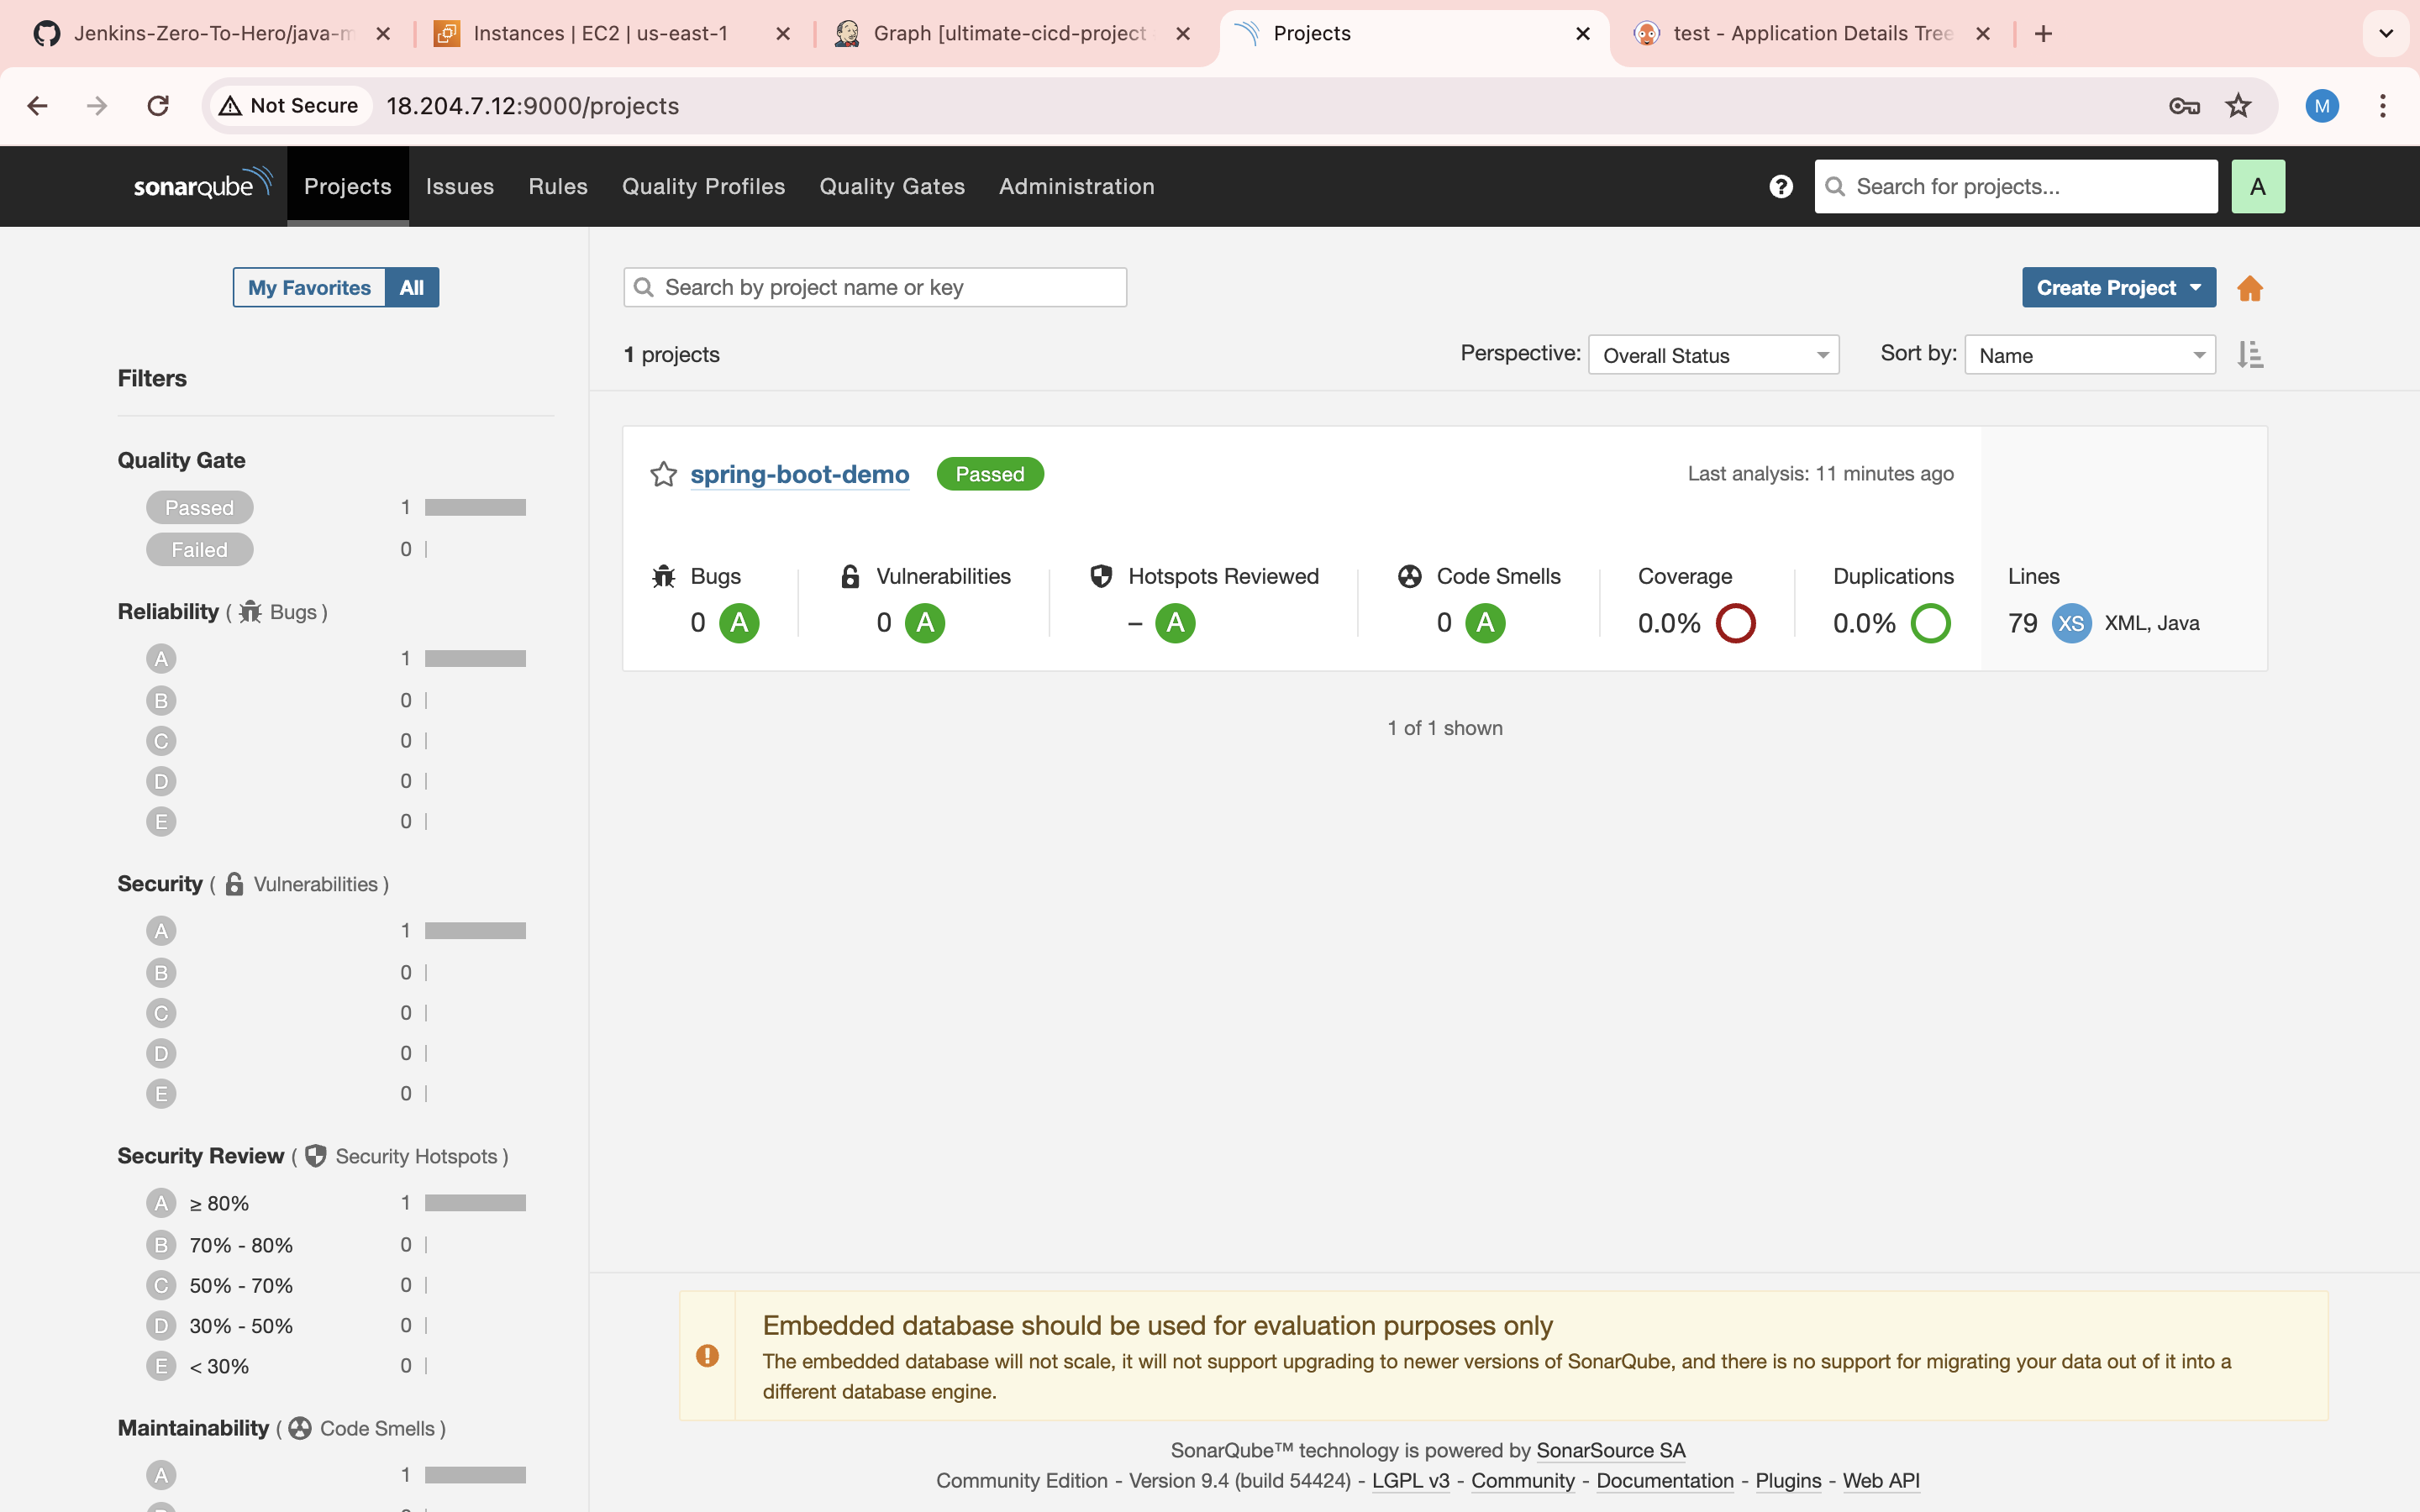 Jenkins-Zero-To-Hero/java-m
Instances | EC2 | us-east-1
Graph [ultimate-cicd-project
Projects
test - Application Details Tree
Not Secure
18.204.7.12:9000/projects
M
sonarqube
Projects
Issues
Rules
Quality Profiles
Quality Gates
Administration
?
Search for projects...
A
My Favorites
All
Search by project name or key
Create Project
1 projects
Perspective:
Overall Status
Sort by:
Name
Filters
Quality Gate
Passed 1
Failed 0
Reliability ( Bugs )
A 1
B 0
C 0
D 0
E 0
Security ( Vulnerabilities )
A 1
B 0
C 0
D 0
E 0
Security Review ( Security Hotspots )
A ≥ 80% 1
B 70% - 80% 0
C 50% - 70% 0
D 30% - 50% 0
E < 30% 0
Maintainability ( Code Smells )
A 1
spring-boot-demo
Passed
Last analysis: 11 minutes ago
Bugs
0 A
Vulnerabilities
0 A
Hotspots Reviewed
– A
Code Smells
0 A
Coverage
0.0%
Duplications
0.0%
Lines
79 XS XML, Java
1 of 1 shown
Embedded database should be used for evaluation purposes only
The embedded database will not scale, it will not support upgrading to newer versions of SonarQube, and there is no support for migrating your data out of it into a
different database engine.
SonarQube™ technology is powered by SonarSource SA
Community Edition - Version 9.4 (build 54424) - LGPL v3 - Community - Documentation - Plugins - Web API